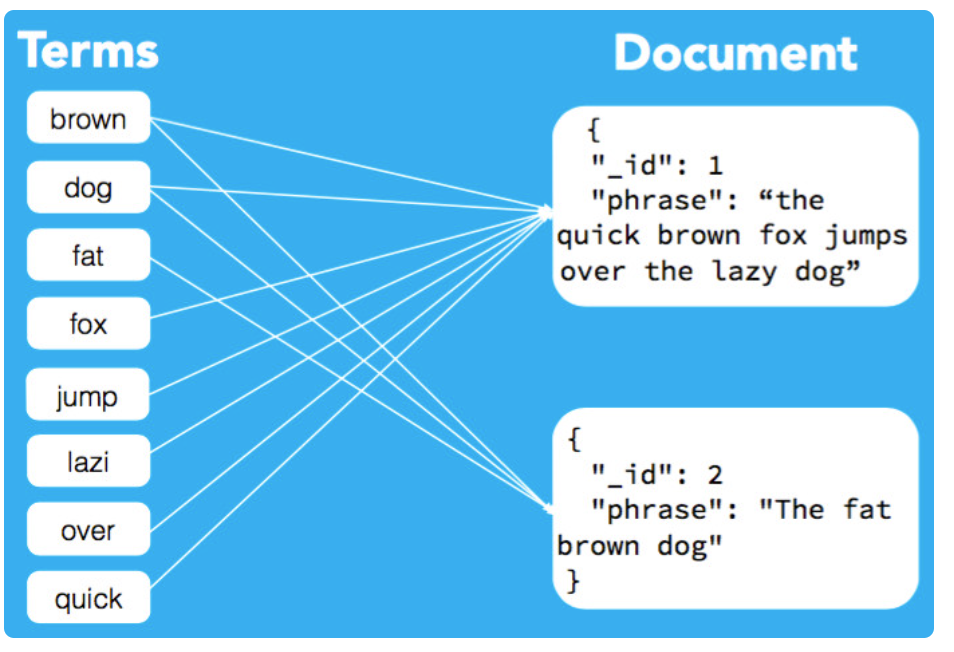 Terms
Document
brown
dog
fat
fox
jump
lazi
over
quick
{
"_id": 1
"phrase": “the
quick brown fox jumps
over the lazy dog”
{
"_id": 2
"phrase": "The fat
brown dog"
}